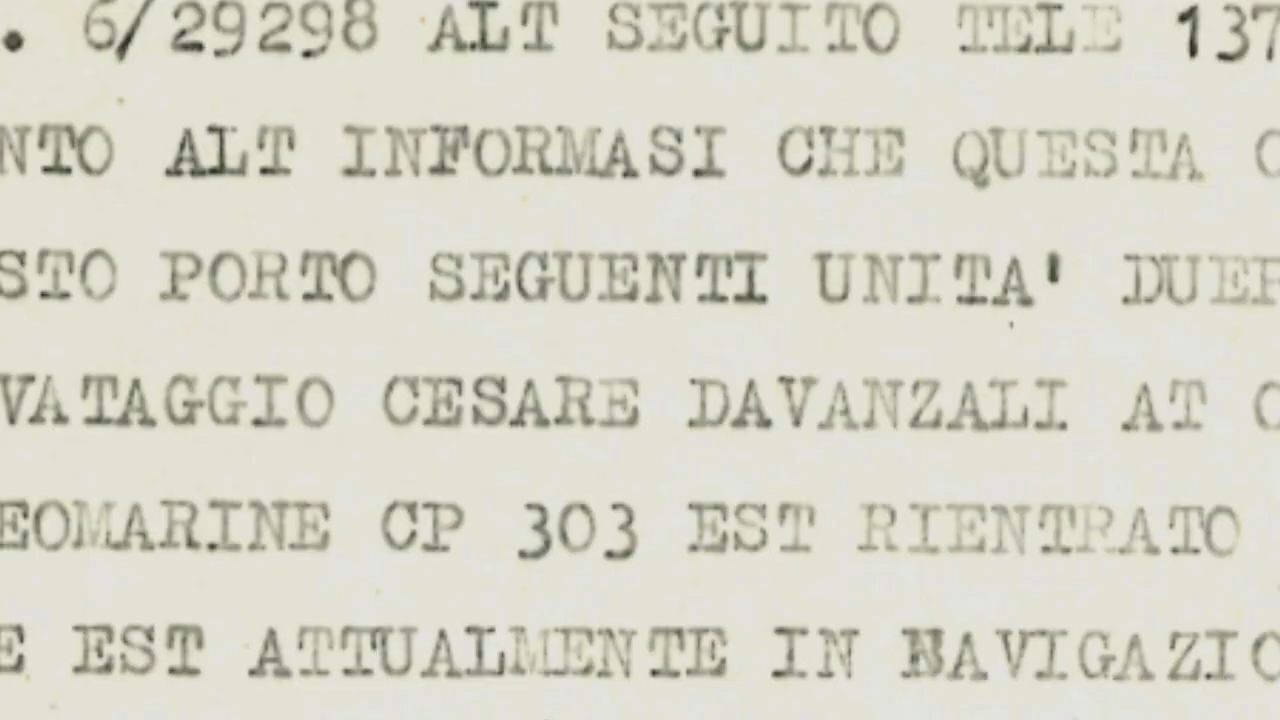 . 6/29298 ALT SEGUITO TELE 137
NTO ALT INFORMASI CHE QUESTA C
STO PORTO SEGUENTI UNITA' DUE
VATAGGIO CESARE DAVANZALI AT C
EOMARINE CP 303 EST RIENTRATO
E EST ATTUALMENTE IN NAVIGAZIO